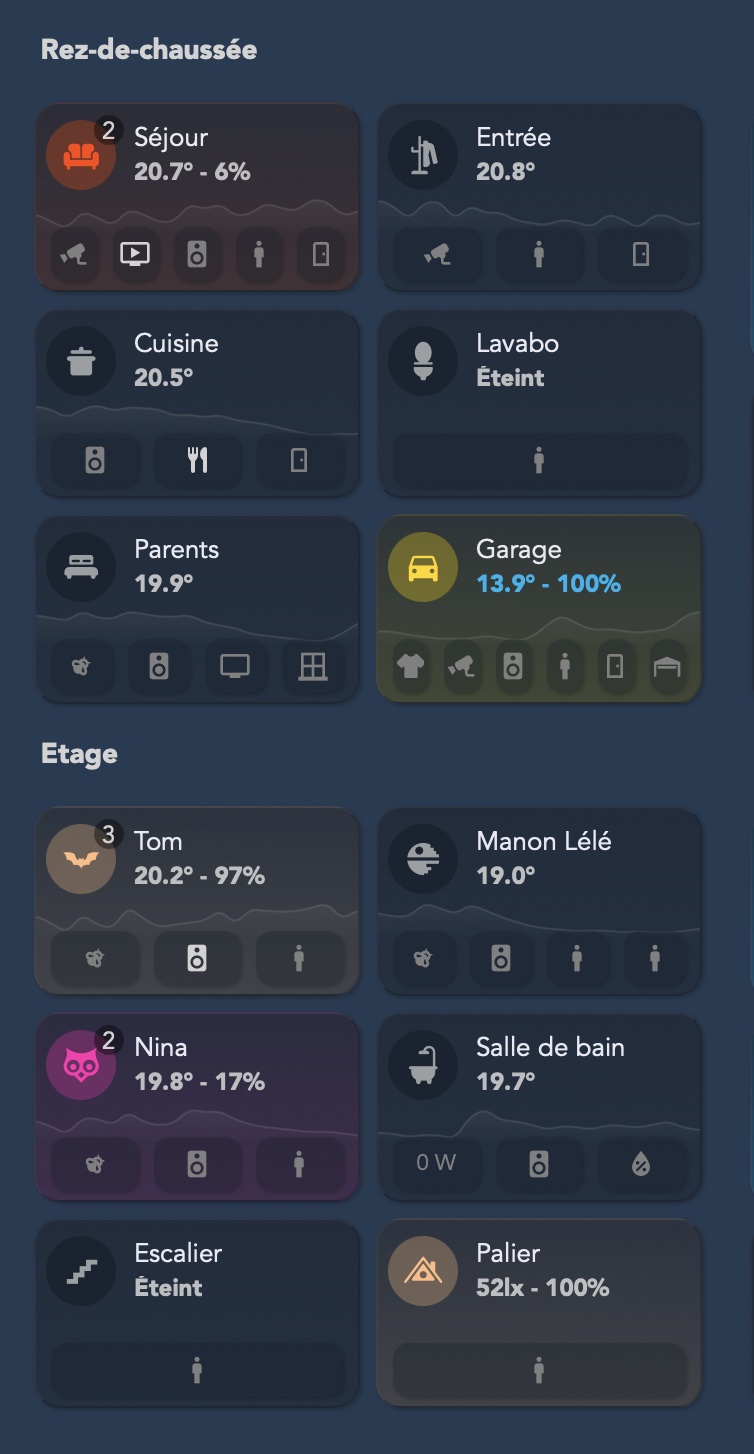 Rez-de-chaussée
2
Séjour
20.7° - 6%
Entrée
20.8°
Cuisine
20.5°
Lavabo
Éteint
Parents
19.9°
Garage
13.9° - 100%
Etage
3
Tom
20.2° - 97%
Manon Lélé
19.0°
2
Nina
19.8° - 17%
Salle de bain
19.7°
0 W
Escalier
Éteint
Palier
52lx - 100%